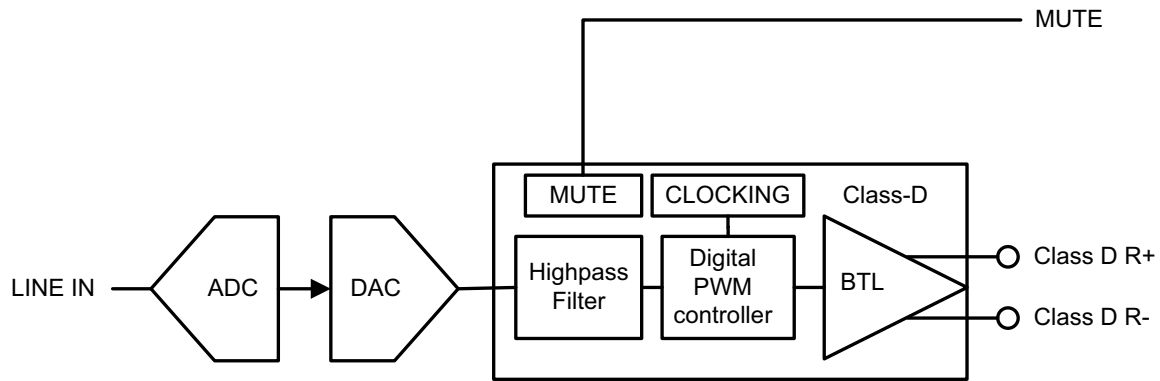 MUTE
MUTE
CLOCKING
Class-D
LINE IN
ADC
DAC
Highpass
Filter
Digital
PWM
controller
BTL
Class D R+
Class D R-